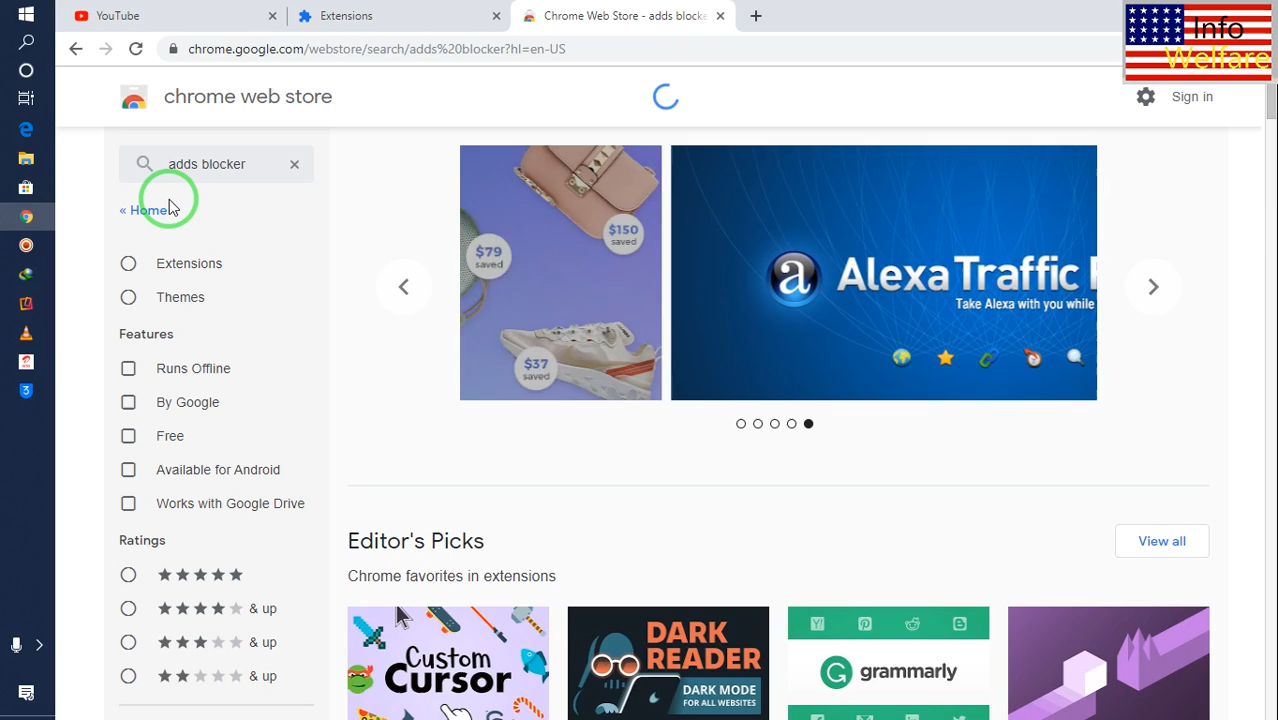 YouTube
Extensions
Chrome Web Store - adds blocke
Info
Welfare
chrome.google.com/webstore/search/adds%20blocker?hl=en-US
chrome web store
Sign in
adds blocker
« Home
Extensions
Themes
Features
Runs Offline
By Google
Free
Available for Android
Works with Google Drive
Ratings
& up
& up
& up
$150
saved
$79
saved
$37
saved
a
Alexa Traffic
Take Alexa with you while
Editor's Picks
View all
Chrome favorites in extensions
Custom
Cursor
DARK
READER
DARK MODE
FOR ALL WEBSITES
G grammarly
3